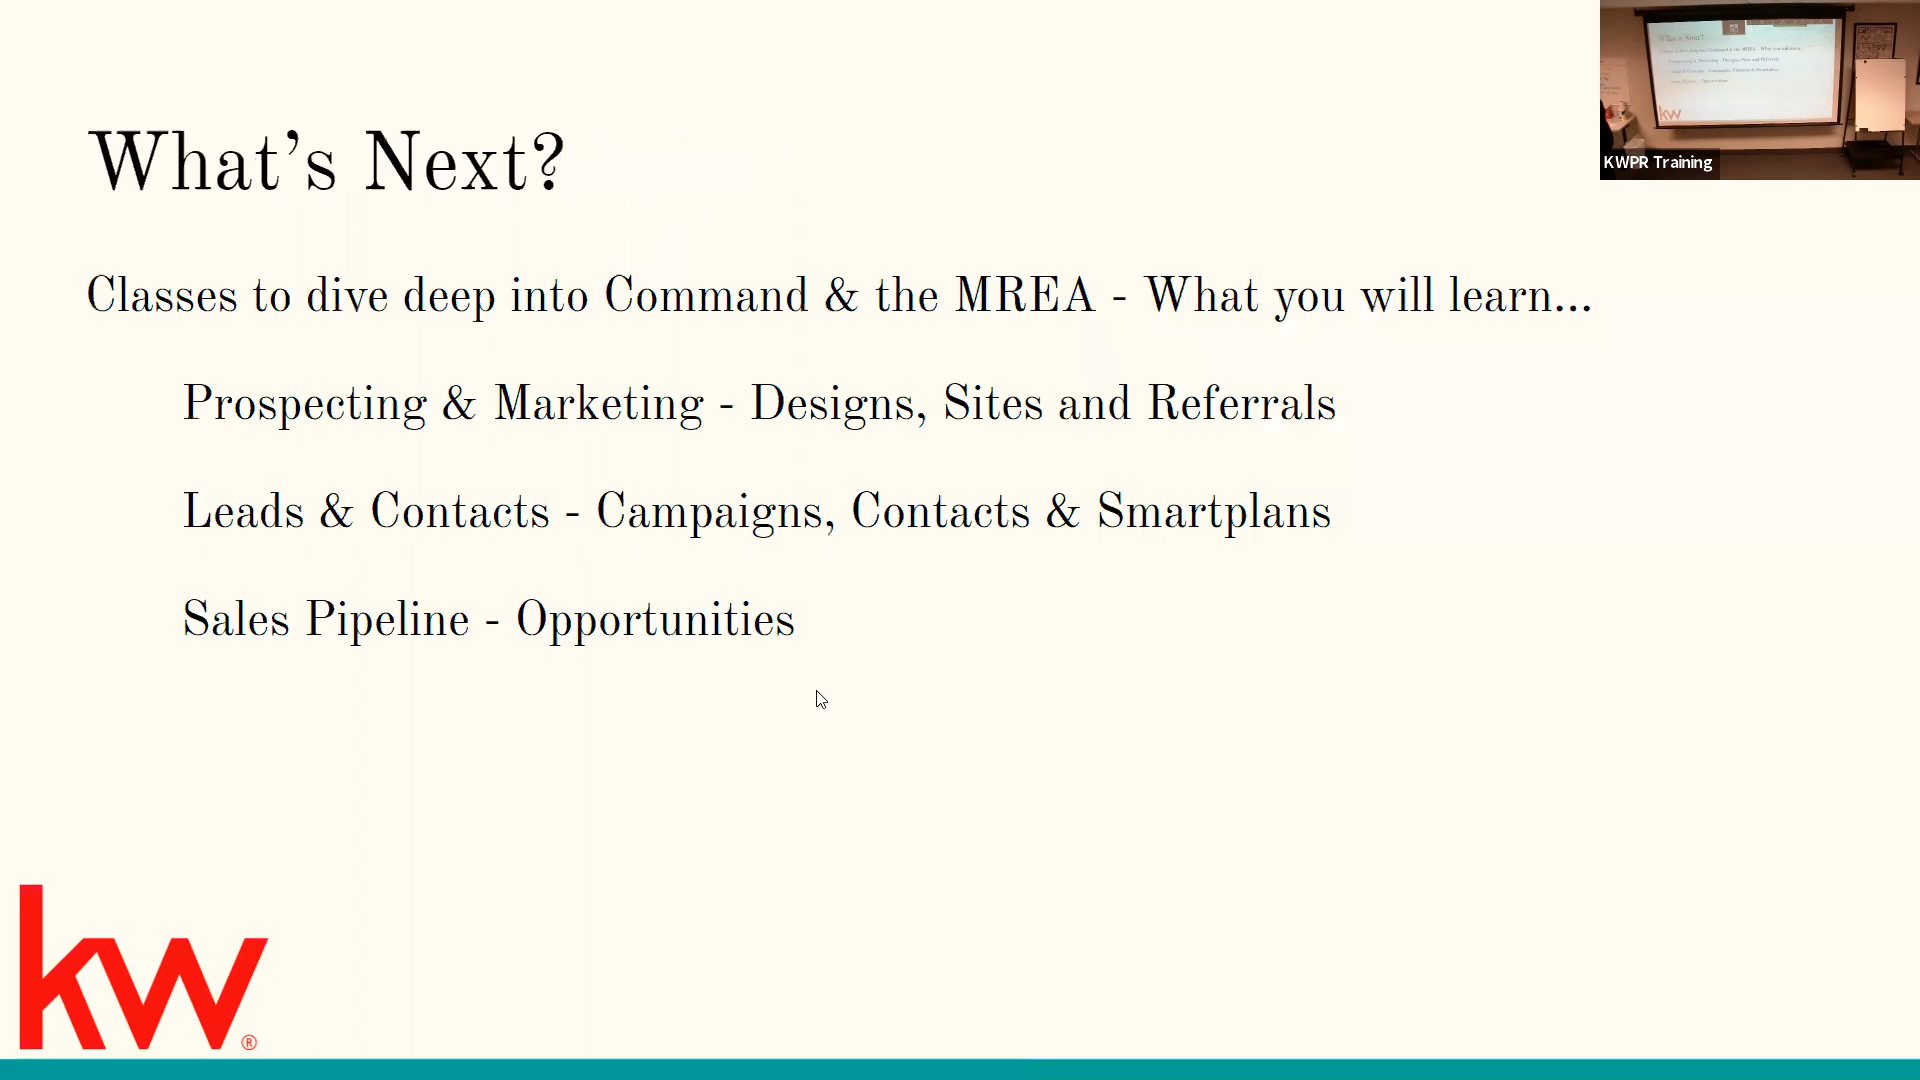 What's Next?
Classes to dive deep into Command & the MREA - What you will learn...
Prospecting & Marketing - Designs, Sites and Referrals
Leads & Contacts - Campaigns, Contacts & Smartplans
Sales Pipeline - Opportunities
kw®
KWPR Training